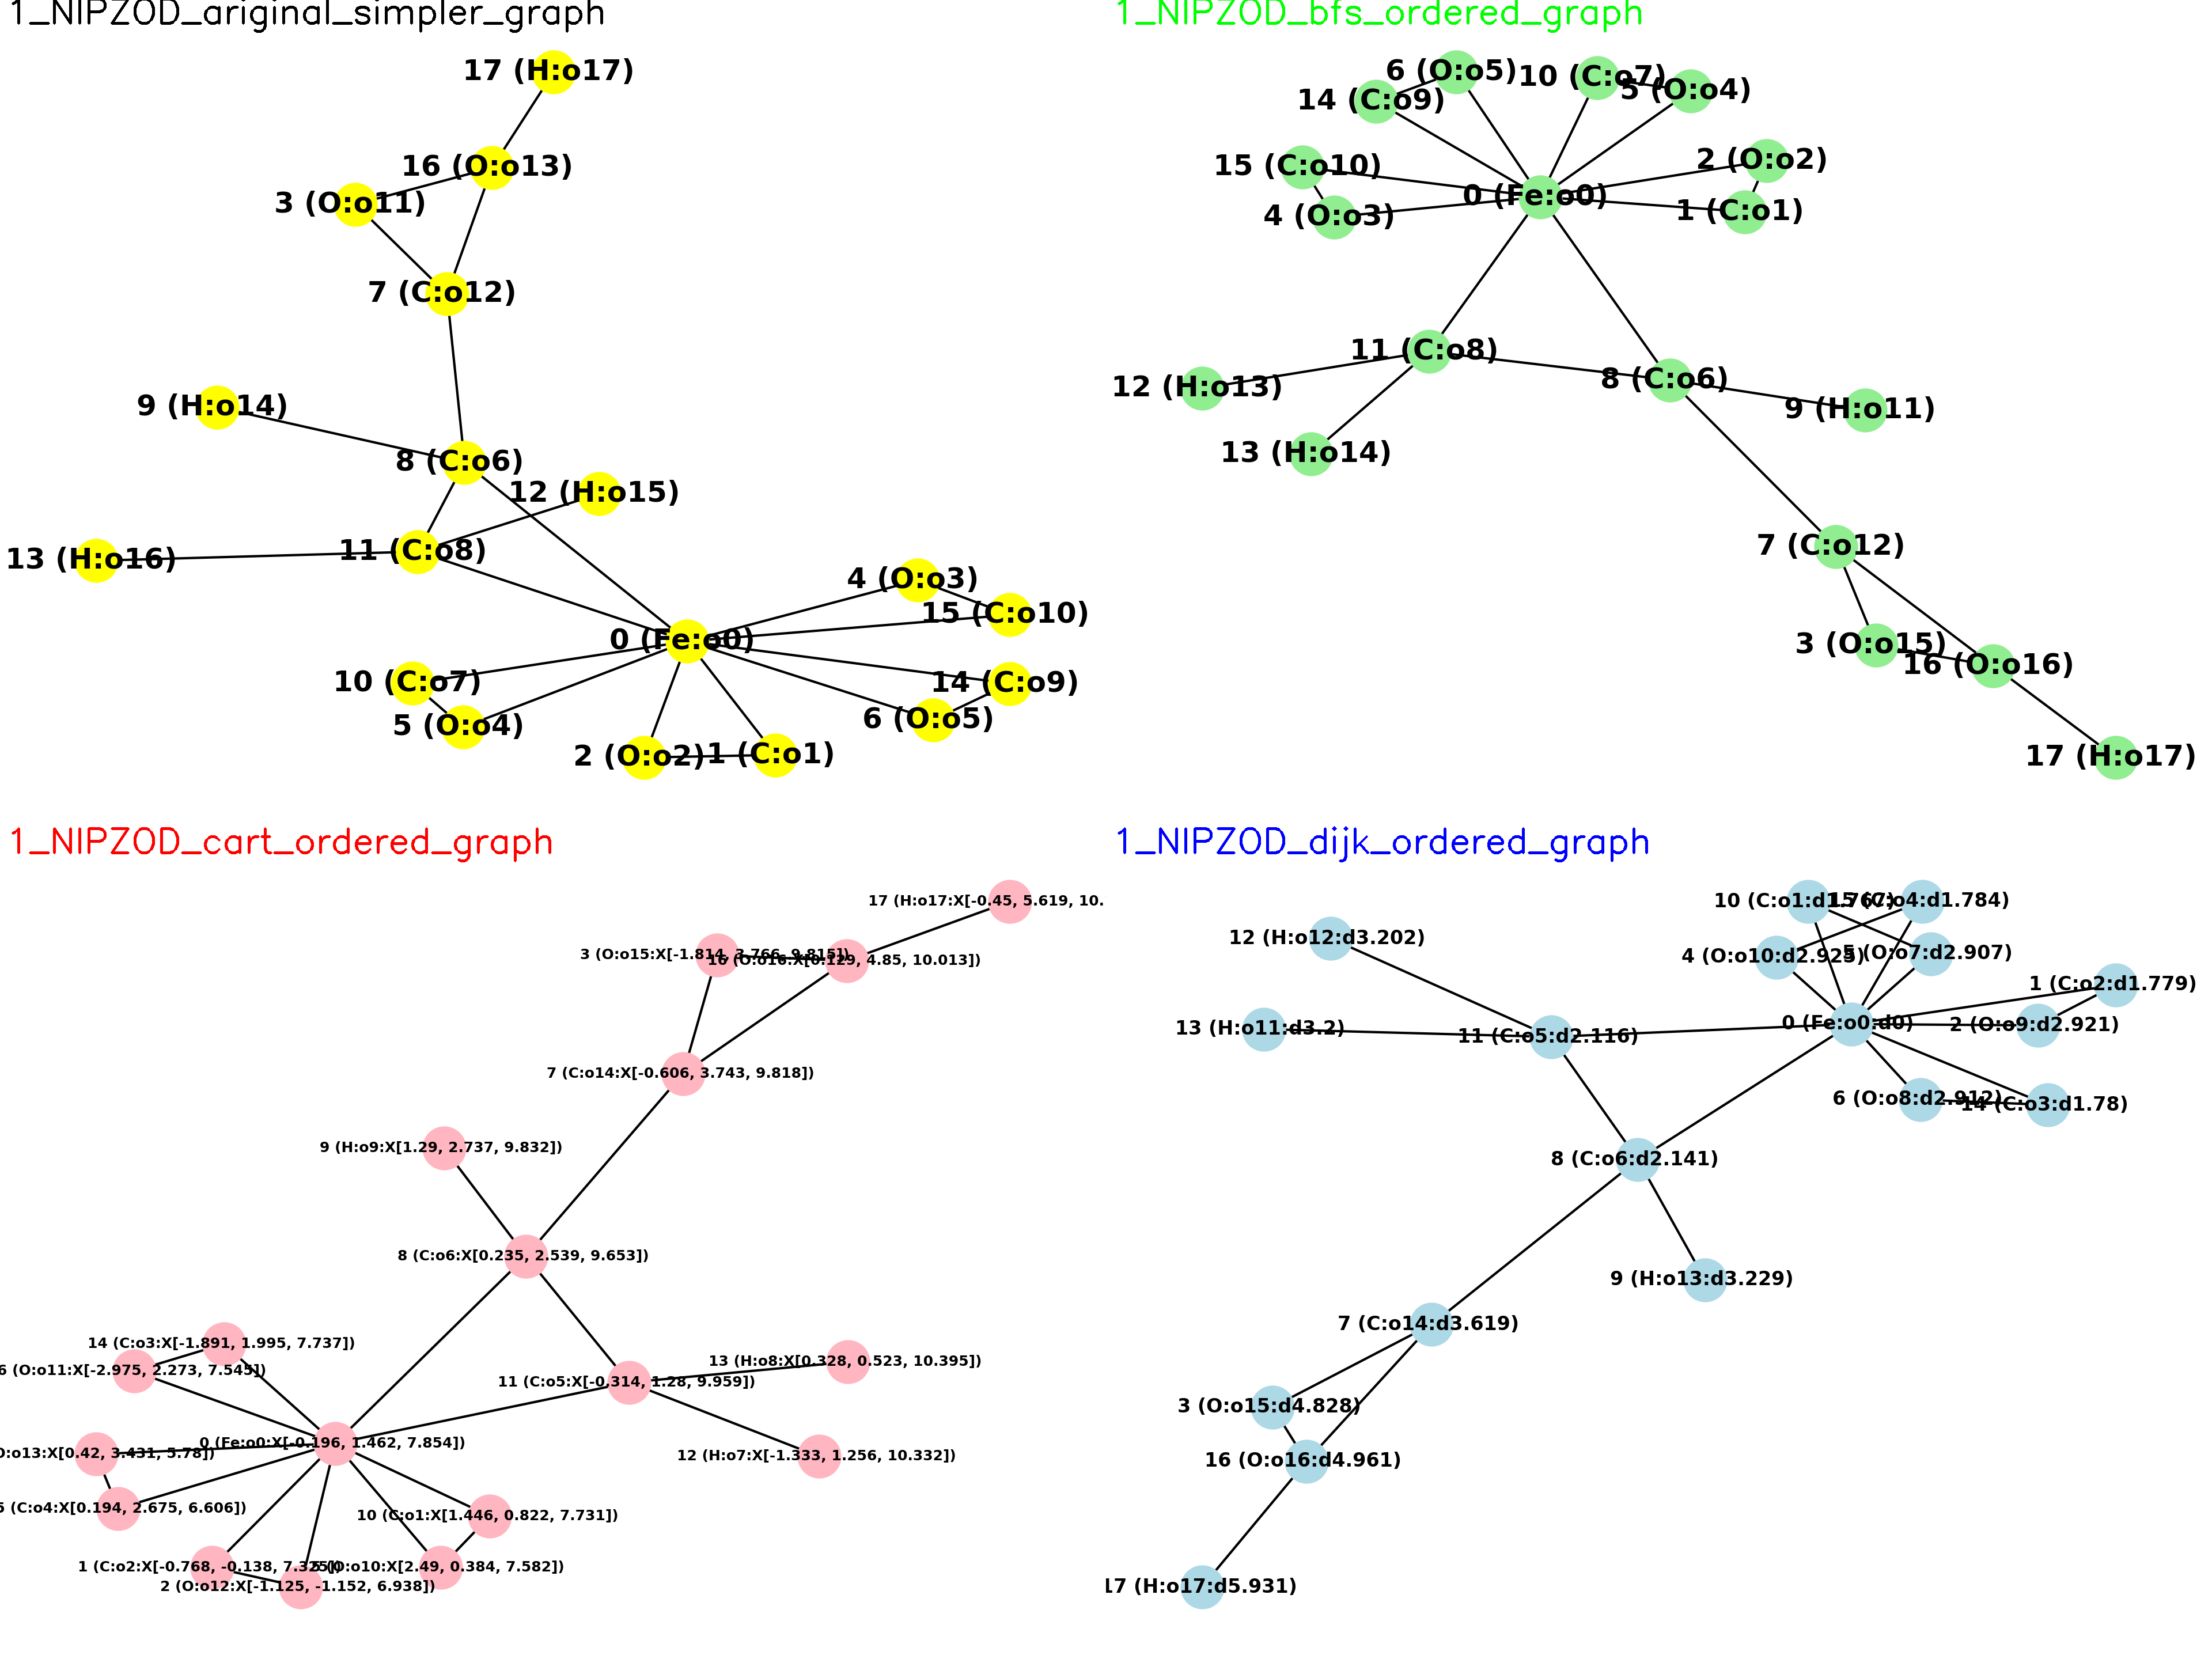 1_NIPZOD_ariginal_simpler_graph
17 (H:o17)
16 (O:o13)
3 (O:o11)
7 (C:o12)
9 (H:o14)
8 (C:o6)
12 (H:o15)
11 (C:o8)
13 (H:o16)
4 (O:o3)
15 (C:o10)
0 (Fe:o0)
10 (C:o7)
14 (C:o9)
5 (O:o4)
6 (O:o5)
2 (O:o2)
1 (C:o1)
1_NIPZOD_bfs_ordered_graph
6 (O:o5)
10 (C:o7)
5 (O:o4)
14 (C:o9)
2 (O:o2)
15 (C:o10)
0 (Fe:o0)
1 (C:o1)
4 (O:o3)
11 (C:o8)
8 (C:o6)
12 (H:o13)
9 (H:o11)
13 (H:o14)
7 (C:o12)
3 (O:o15)
16 (O:o16)
17 (H:o17)
1_NIPZOD_cart_ordered_graph
17 (H:o17:X[-0.45, 5.619, 10.
3 (O:o15:X[-1.814, 3.766, 9.815])
16 (O:o16:X[0.129, 4.85, 10.013])
7 (C:o14:X[-0.606, 3.743, 9.818])
9 (H:o9:X[1.29, 2.737, 9.832])
8 (C:o6:X[0.235, 2.539, 9.653])
14 (C:o3:X[-1.891, 1.995, 7.737])
6 (O:o11:X[-2.975, 2.273, 7.545])
13 (H:o8:X[0.328, 0.523, 10.395])
11 (C:o5:X[-0.314, 1.28, 9.959])
0 (Fe:o0:X[-0.196, 1.462, 7.854])
O:o13:X[0.42, 3.431, 5.78])
12 (H:o7:X[-1.333, 1.256, 10.332])
5 (C:o4:X[0.194, 2.675, 6.606])
10 (C:o1:X[1.446, 0.822, 7.731])
1 (C:o2:X[-0.768, -0.138, 7.325])
5 (O:o10:X[2.49, 0.384, 7.582])
2 (O:o12:X[-1.125, -1.152, 6.938])
1_NIPZOD_dijk_ordered_graph
10 (C:o1:d1.767)
15 (C:o4:d1.784)
12 (H:o12:d3.202)
4 (O:o10:d2.925)
5 (O:o7:d2.907)
1 (C:o2:d1.779)
13 (H:o11:d3.2)
11 (C:o5:d2.116)
0 (Fe:o0:d0)
2 (O:o9:d2.921)
6 (O:o8:d2.912)
14 (C:o3:d1.78)
8 (C:o6:d2.141)
9 (H:o13:d3.229)
7 (C:o14:d3.619)
3 (O:o15:d4.828)
16 (O:o16:d4.961)
17 (H:o17:d5.931)